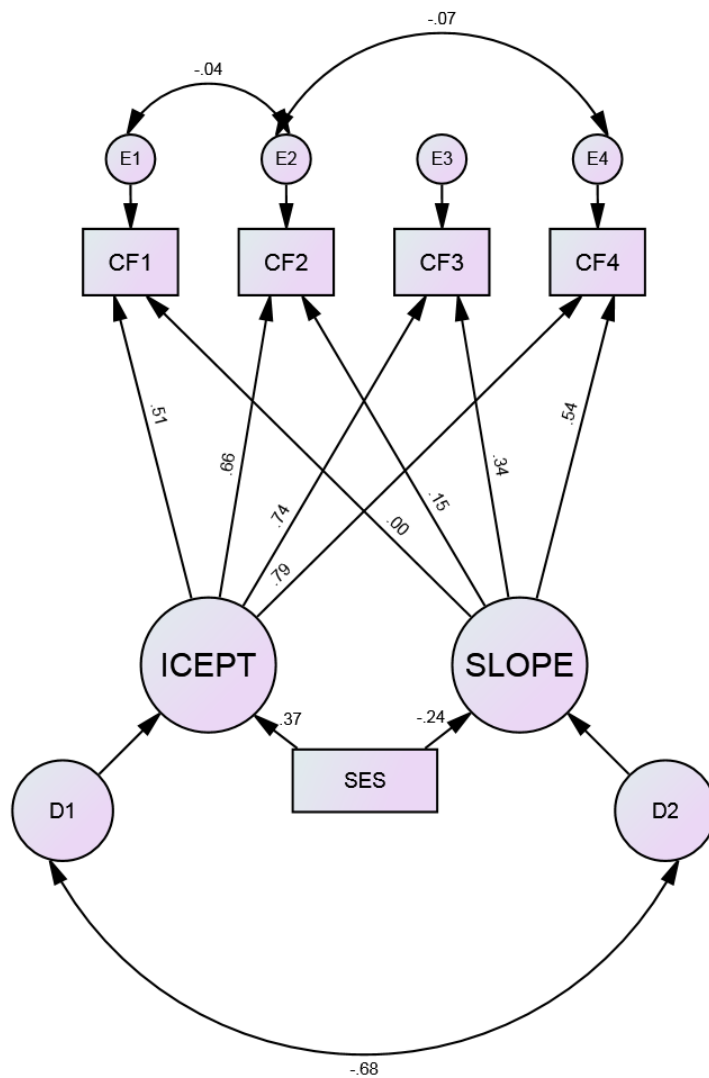 -.07
-.04
E1
E2
E3
E4
CF1
CF2
CF3
CF4
.51
.66
.74
.79
.00
.15
.34
.54
ICEPT
SLOPE
.37
-.24
SES
D1
D2
-.68